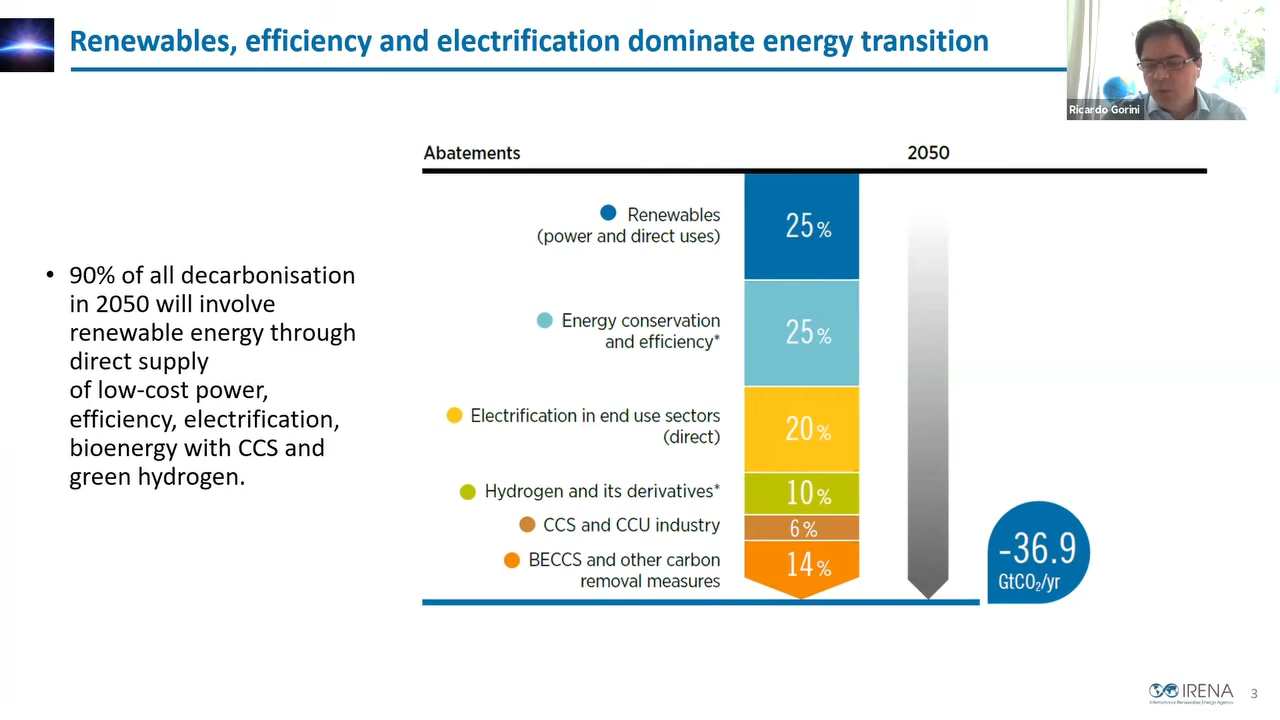 Renewables, efficiency and electrification dominate energy transition
Ricardo Gorini
Abatements
2050
• 90% of all decarbonisation
in 2050 will involve
renewable energy through
direct supply
of low-cost power,
efficiency, electrification,
bioenergy with CCS and
green hydrogen.
Renewables
(power and direct uses)
25%
Energy conservation
and efficiency*
25%
Electrification in end use sectors
(direct)
20%
Hydrogen and its derivatives*
10%
CCS and CCU industry
6%
BECCS and other carbon
removal measures
14%
-36.9
GtCO₂/yr
IRENA
International Renewable Energy Agency
3